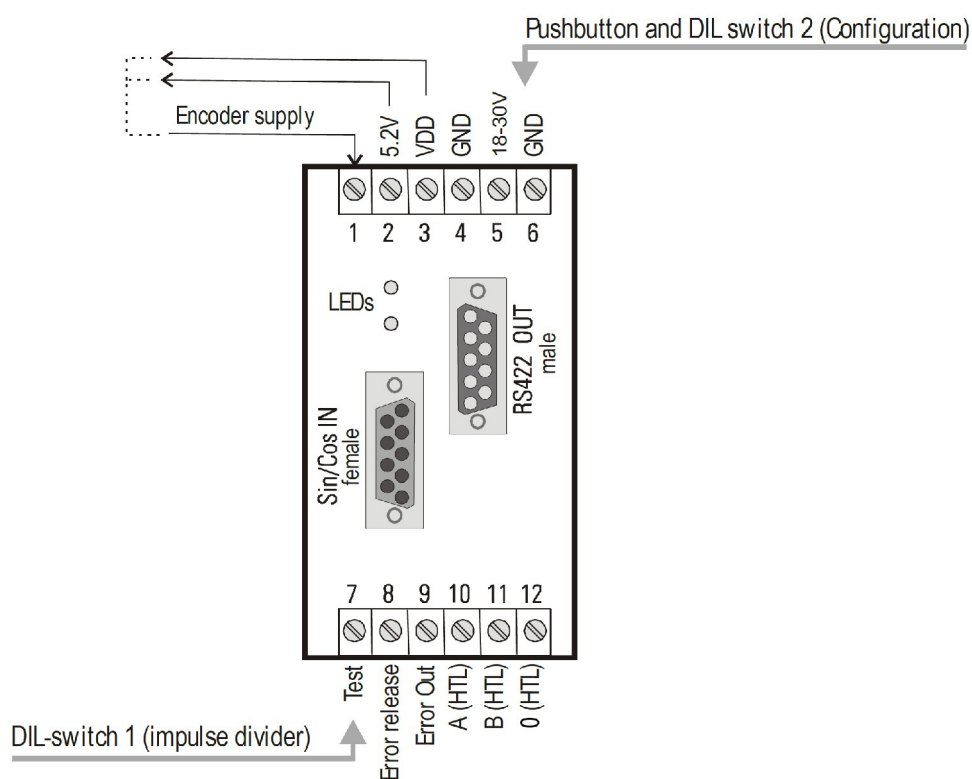 Pushbutton and DIL switch 2 (Configuration)
Encoder supply
5.2V
VDD
GND
18-30V
GND
1 2 3 4 5 6
LEDs
RS422 OUT
male
Sin/Cos IN
female
7 8 9 10 11 12
Test
Error release
Error Out
A (HTL)
B (HTL)
0 (HTL)
DIL-switch 1 (impulse divider)